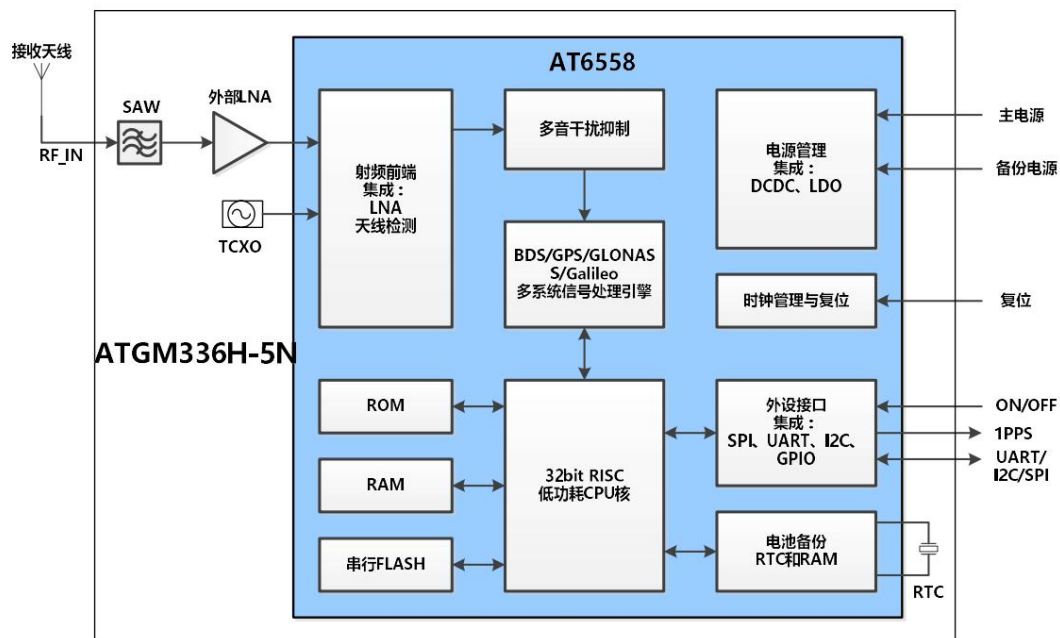 AT6558
接收天线
SAW
外部LNA
RF_IN
TCXO
射频前端
集成：
LNA
天线检测
多音干扰抑制
BDS/GPS/GLONAS
S/Galileo
多系统信号处理引擎
电源管理
集成：
DCDC、LDO
主电源
备份电源
时钟管理与复位
复位
ATGM336H-5N
ROM
RAM
串行FLASH
32bit RISC
低功耗CPU核
外设接口
集成：
SPI、UART、I2C、
GPIO
ON/OFF
1PPS
UART/
I2C/SPI
电池备份
RTC和RAM
RTC